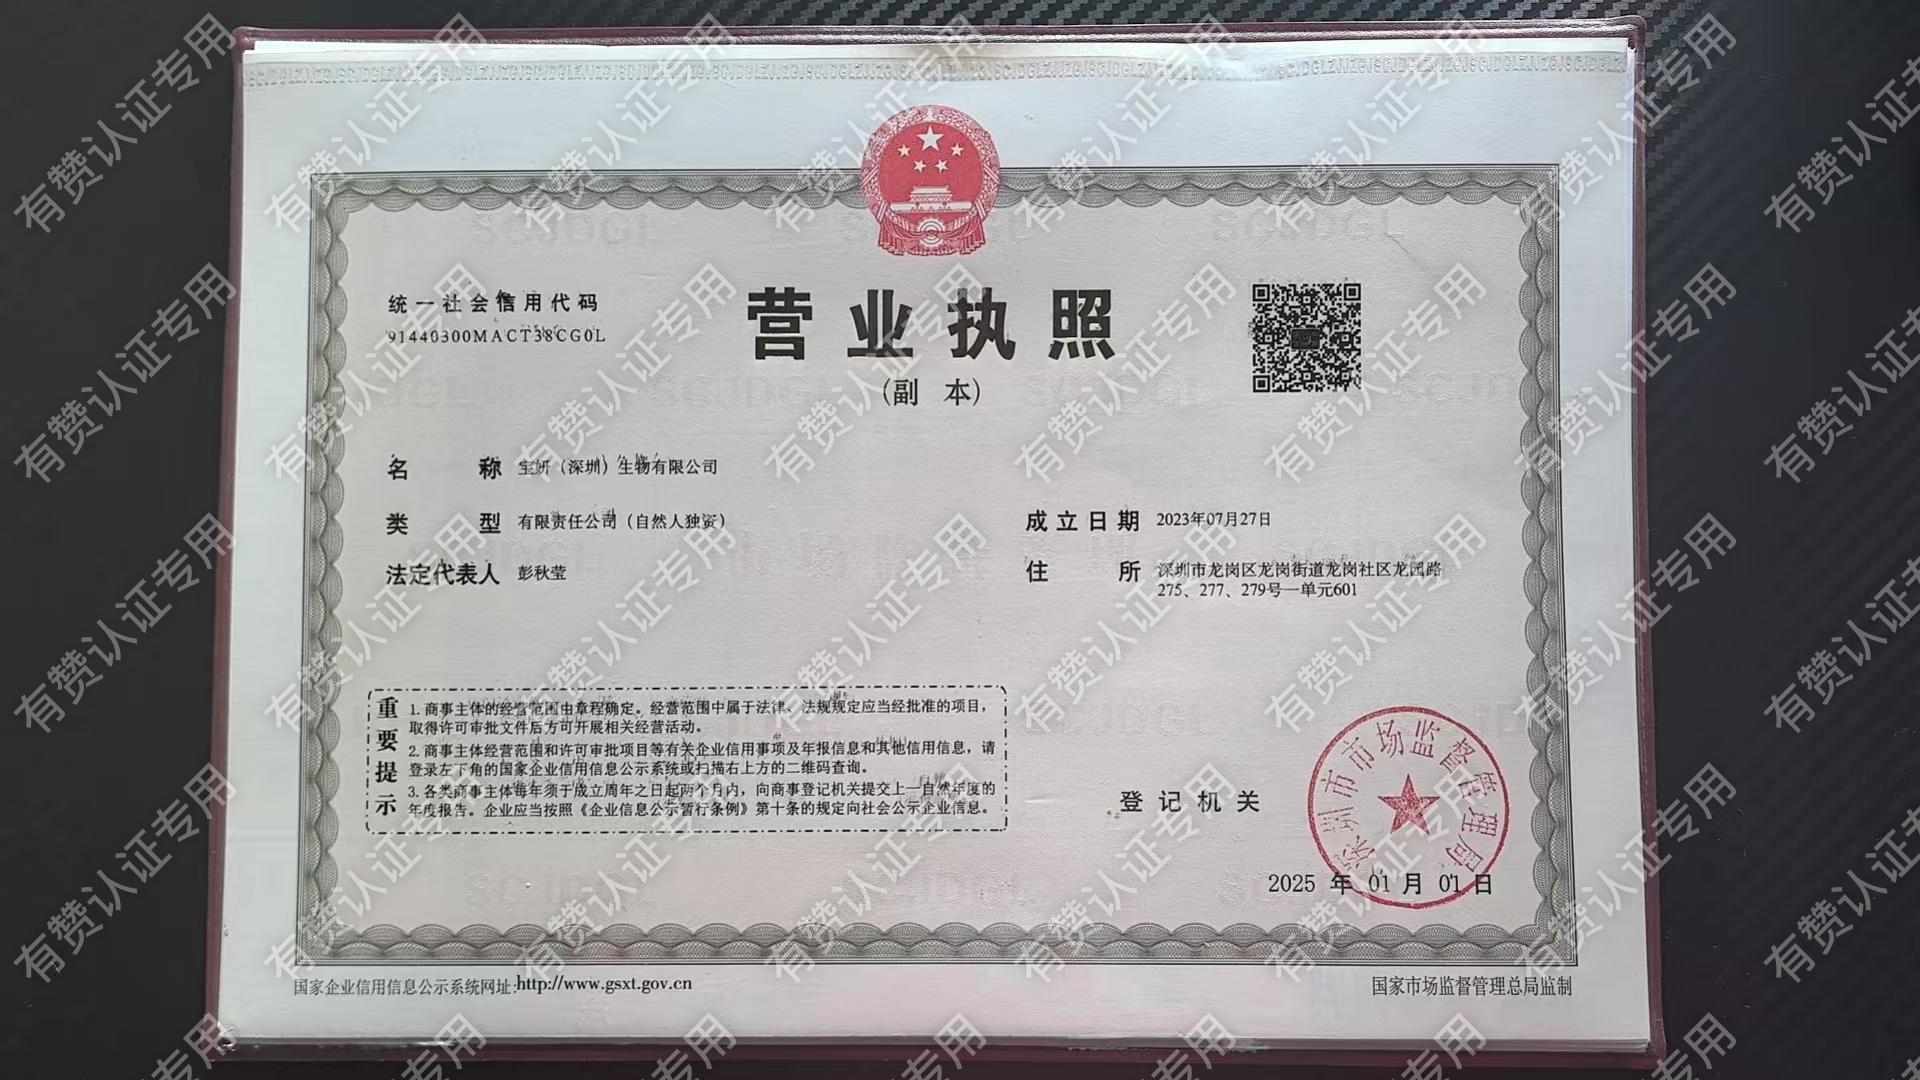 统一社会信用代码
91440300MACT38CG0L
营业执照
(副 本)
名 称 宝妍（深圳）生物有限公司
类 型 有限责任公司（自然人独资）
法定代表人 彭秋莹
成立日期 2023年07月27日
住 所 深圳市龙岗区龙岗街道龙岗社区龙园路
275、277、279号一单元601
重要提示
1. 商事主体的经营范围由章程确定。经营范围中属于法律、法规规定应当经批准的项目，
取得许可审批文件后方可开展相关经营活动。
2. 商事主体经营范围和许可审批项目等有关企业信用事项及年报信息和其他信用信息，请
登录左下角的国家企业信用信息公示系统或扫描右上方的二维码查询。
3. 各类商事主体每年须于成立周年之日起两个月内，向商事登记机关提交上一自然年度的
年度报告。企业应当按照《企业信息公示暂行条例》第十条的规定向社会公示企业信息。
登记机关
深圳市市场监督管理局
2025 年 01 月 01 日
国家企业信用信息公示系统网址:http://www.gsxt.gov.cn
国家市场监督管理总局监制
有赞认证专用